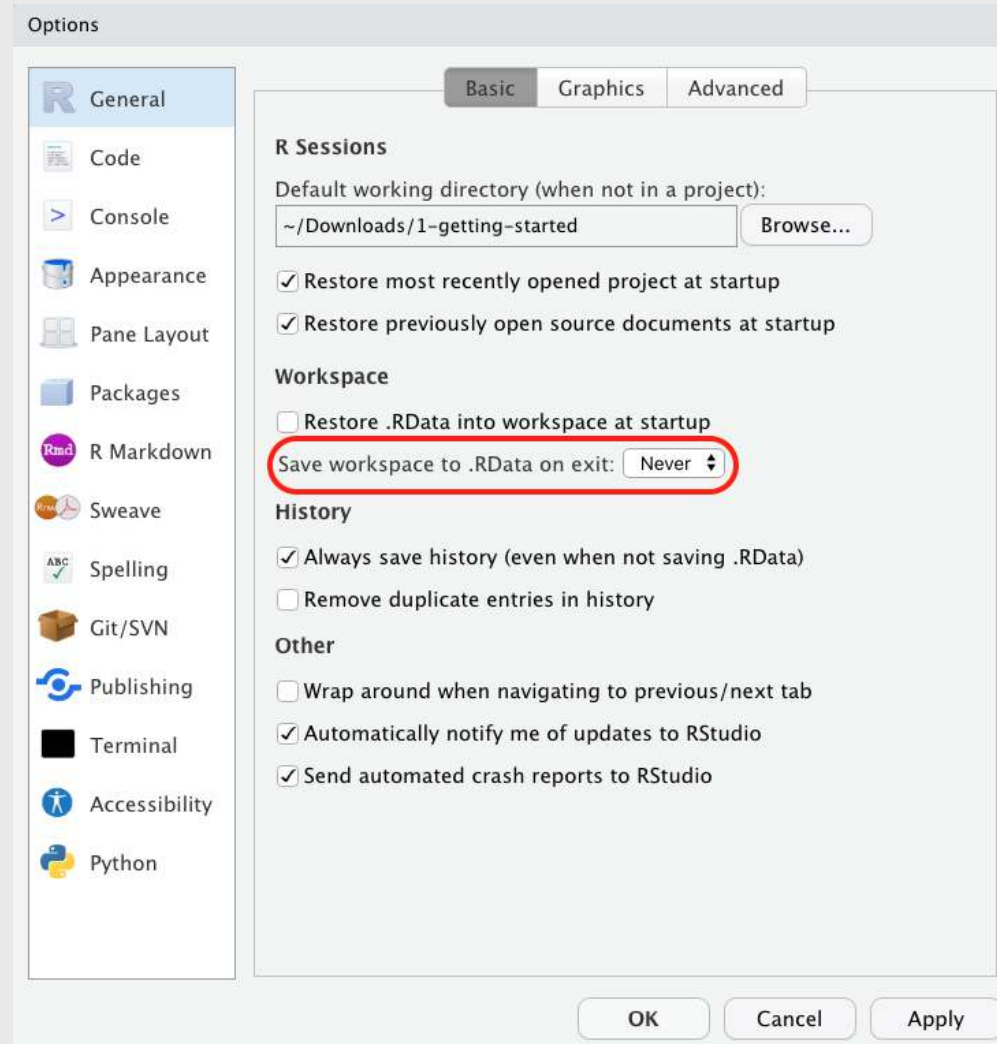 Options
General
Code
Console
Appearance
Pane Layout
Packages
Rmd R Markdown
Sweave
ABC Spelling
Git/SVN
Publishing
Terminal
Accessibility
Python
Basic Graphics Advanced
R Sessions
Default working directory (when not in a project):
~/Downloads/1-getting-started Browse...
Restore most recently opened project at startup
Restore previously open source documents at startup
Workspace
Restore .RData into workspace at startup
Save workspace to .RData on exit: Never
History
Always save history (even when not saving .RData)
Remove duplicate entries in history
Other
Wrap around when navigating to previous/next tab
Automatically notify me of updates to RStudio
Send automated crash reports to RStudio
OK Cancel Apply